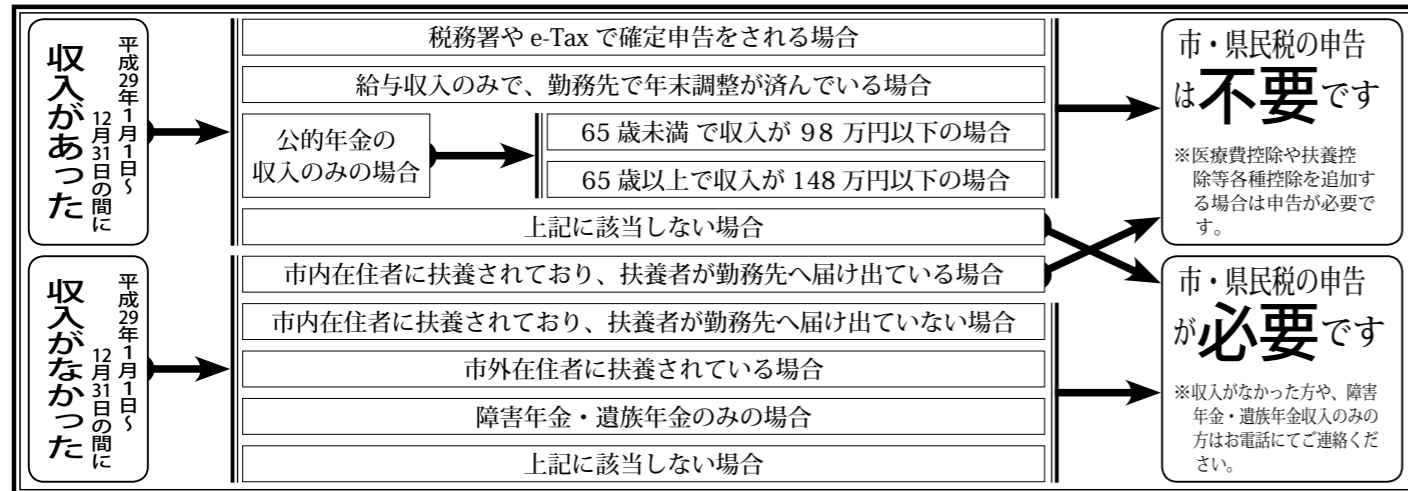 平成29年1月1日~
12月31日の間に
収入があった
税務署や e-Tax で確定申告をされる場合
給与収入のみで、勤務先で年末調整が済んでいる場合
公的年金の
収入のみの場合
65 歳未満 で収入が 98 万円以下の場合
65 歳以上で収入が 148 万円以下の場合
上記に該当しない場合
平成29年1月1日~
12月31日の間に
収入がなかった
市内在住者に扶養されており、扶養者が勤務先へ届け出ている場合
市内在住者に扶養されており、扶養者が勤務先へ届け出ていない場合
市外在住者に扶養されている場合
障害年金・遺族年金のみの場合
上記に該当しない場合
市・県民税の申告
は不要です
※医療費控除や扶養控
除等各種控除を追加す
る場合は申告が必要で
す。
市・県民税の申告
が必要です
※収入がなかった方や、障害
年金・遺族年金収入のみの
方はお電話にてご連絡くだ
さい。